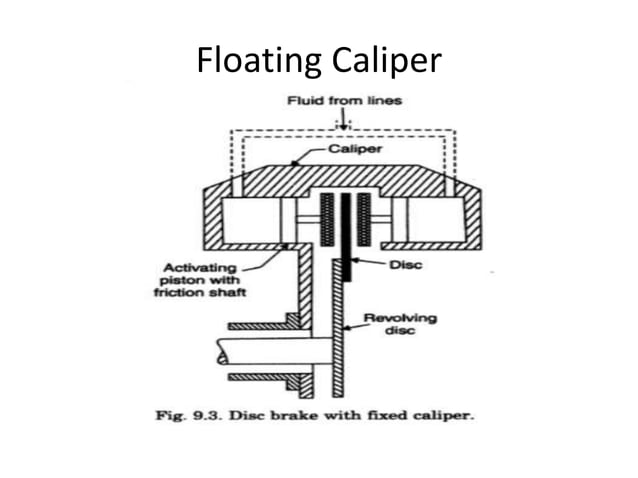 Floating Caliper
Fluid from lines
Caliper
Activating
piston with
friction shaft
Disc
Revolving
disc
Fig. 9.3. Disc brake with fixed caliper.